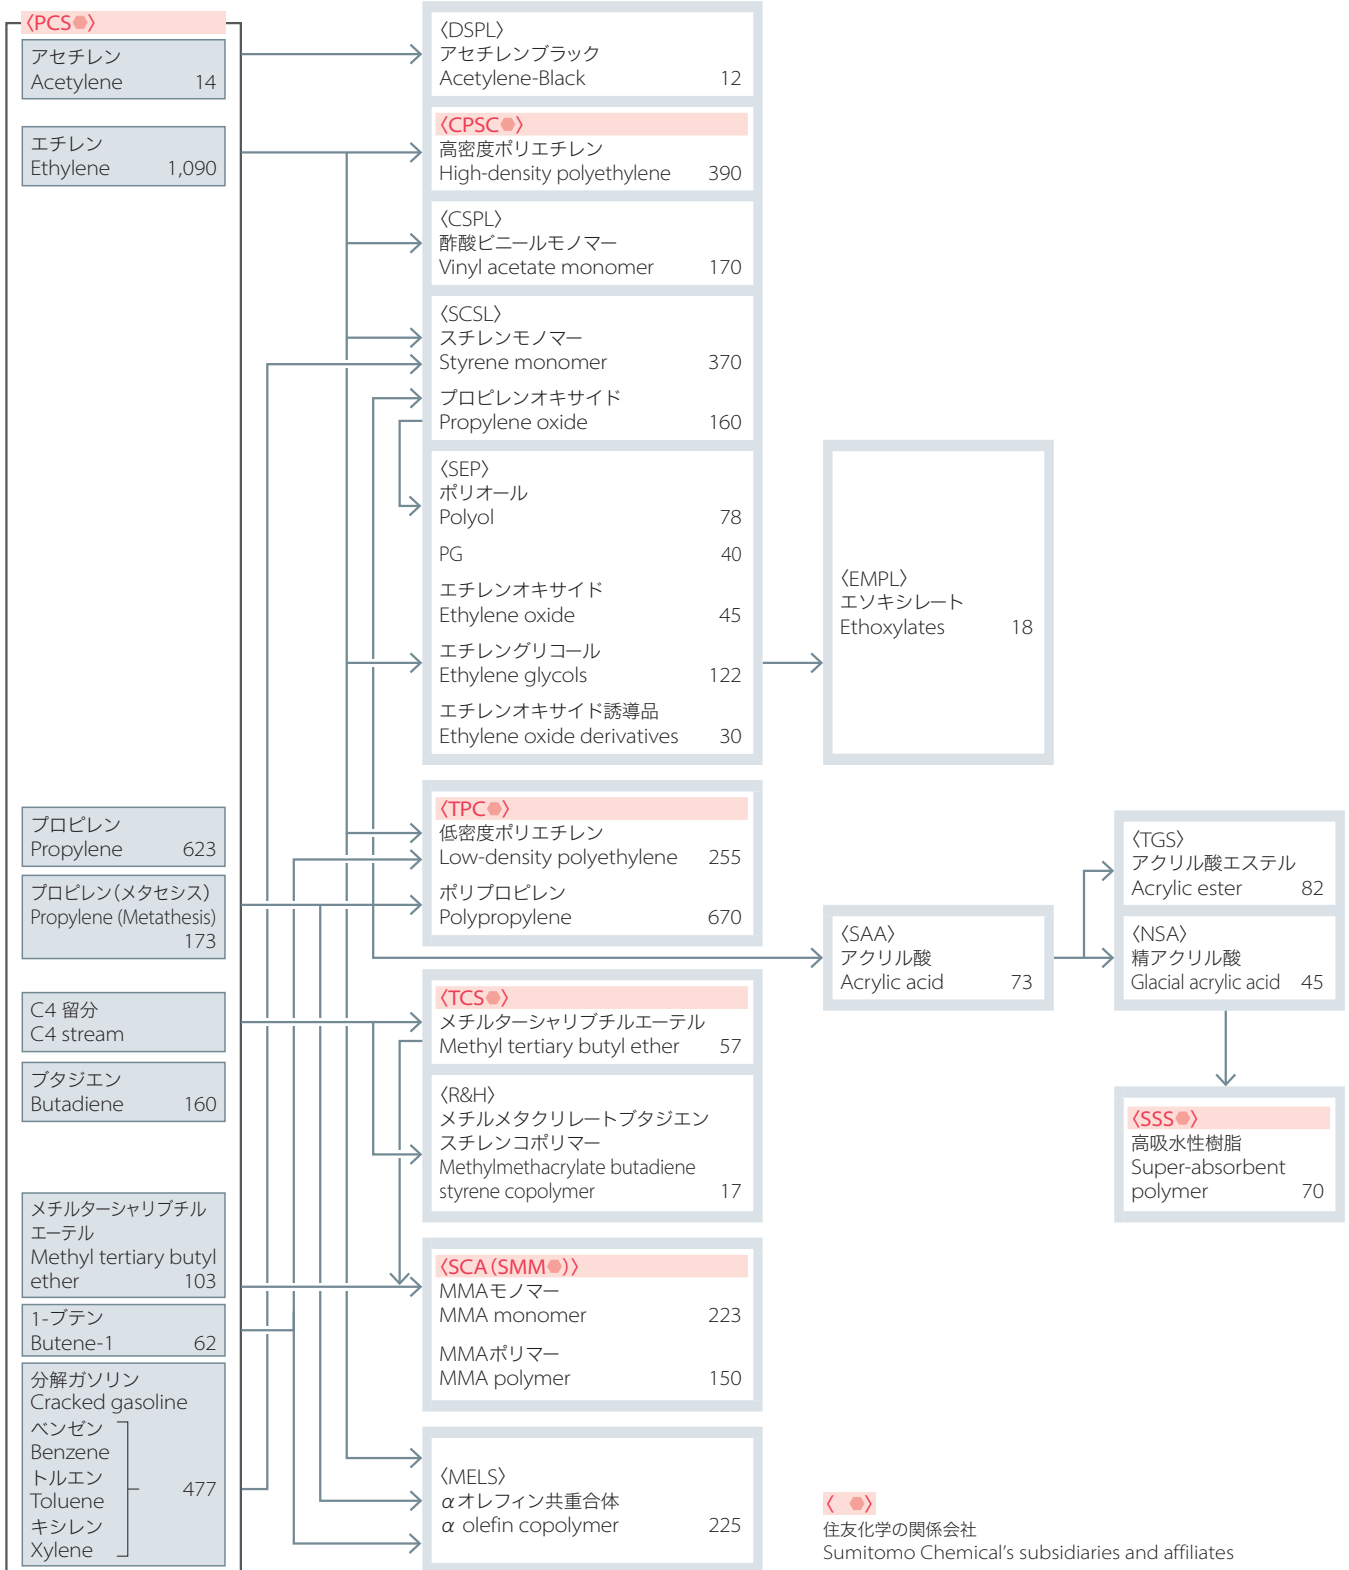 〈PCS⬣〉
アセチレン
Acetylene 14
エチレン
Ethylene 1,090
プロピレン
Propylene 623
プロピレン(メタセシス)
Propylene (Metathesis)
173
C4 留分
C4 stream
ブタジエン
Butadiene 160
メチルターシャリブチル
エーテル
Methyl tertiary butyl
ether 103
1-ブテン
Butene-1 62
分解ガソリン
Cracked gasoline
ベンゼン
Benzene
トルエン
Toluene 477
キシレン
Xylene
〈DSPL〉
アセチレンブラック
Acetylene-Black 12
〈CPSC⬣〉
高密度ポリエチレン
High-density polyethylene 390
〈CSPL〉
酢酸ビニールモノマー
Vinyl acetate monomer 170
〈SCSL〉
スチレンモノマー
Styrene monomer 370
プロピレンオキサイド
Propylene oxide 160
〈SEP〉
ポリオール
Polyol 78
PG 40
エチレンオキサイド
Ethylene oxide 45
エチレングリコール
Ethylene glycols 122
エチレンオキサイド誘導品
Ethylene oxide derivatives 30
〈EMPL〉
エソキシレート
Ethoxylates 18
〈TPC⬣〉
低密度ポリエチレン
Low-density polyethylene 255
ポリプロピレン
Polypropylene 670
〈SAA〉
アクリル酸
Acrylic acid 73
〈TGS〉
アクリル酸エステル
Acrylic ester 82
〈NSA〉
精アクリル酸
Glacial acrylic acid 45
〈SSS⬣〉
高吸水性樹脂
Super-absorbent
polymer 70
〈TCS⬣〉
メチルターシャリブチルエーテル
Methyl tertiary butyl ether 57
〈R&H〉
メチルメタクリレートブタジエン
スチレンコポリマー
Methylmethacrylate butadiene
styrene copolymer 17
〈SCA(SMM⬣)〉
MMAモノマー
MMA monomer 223
MMAポリマー
MMA polymer 150
〈MELS〉
αオレフィン共重合体
α olefin copolymer 225
〈 ⬣〉
住友化学の関係会社
Sumitomo Chemical's subsidiaries and affiliates